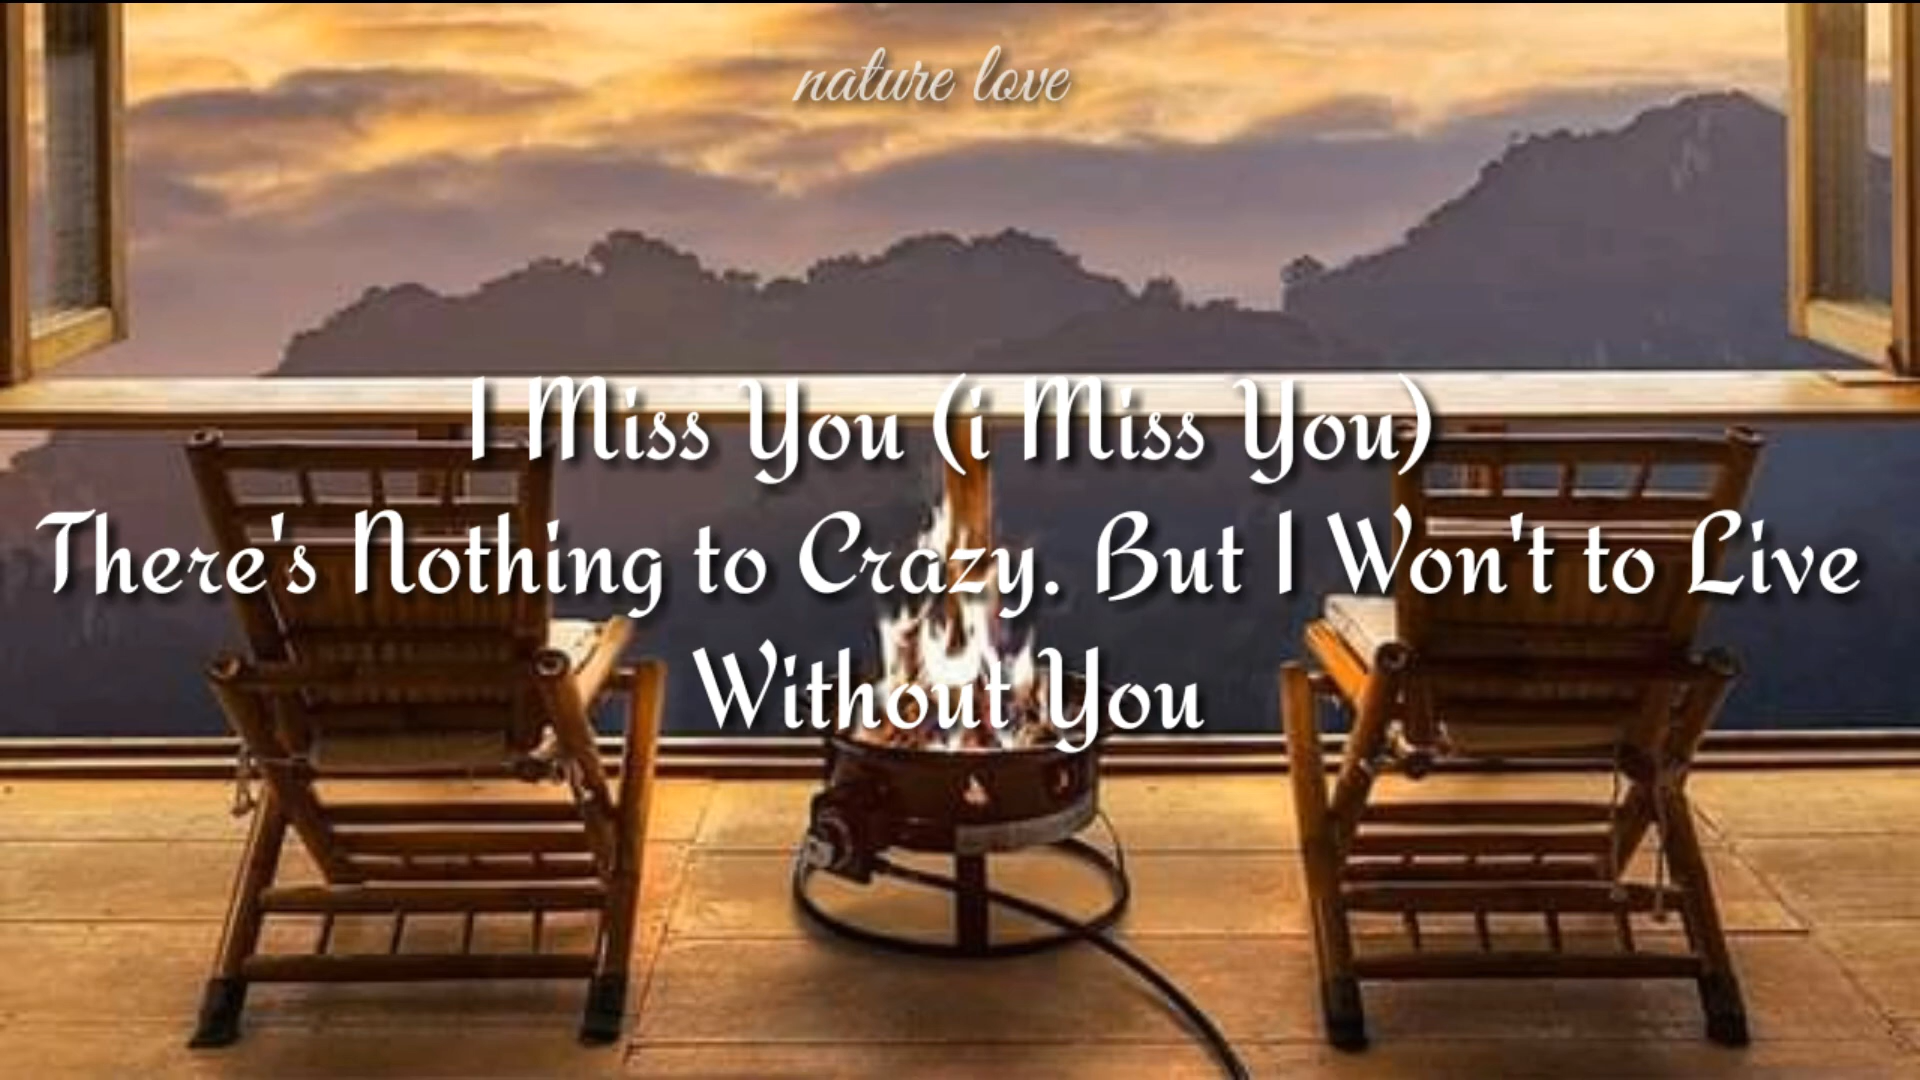 nature love
I Miss You (i Miss You)
There's Nothing to Crazy. But I Won't to Live
Without You